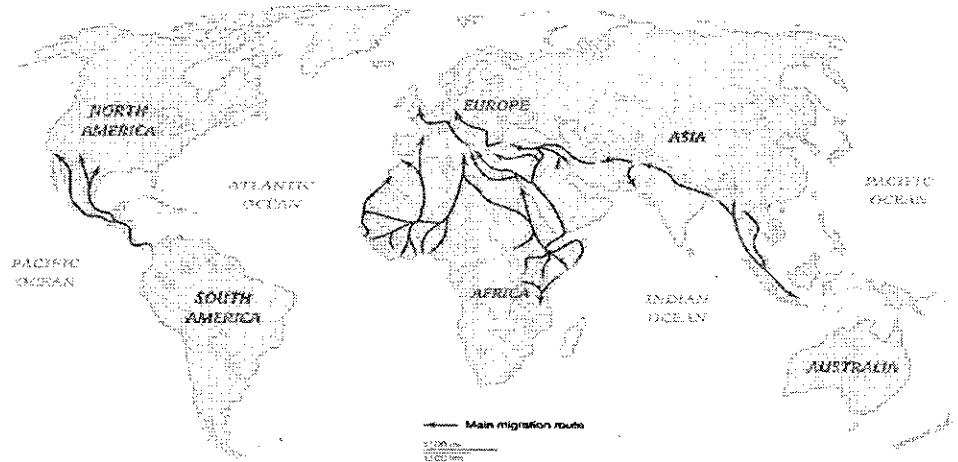 NORTH
AMERICA
EUROPE
ASIA
ATLANTIC
OCEAN
PACIFIC
OCEAN
PACIFIC
OCEAN
SOUTH
AMERICA
AFRICA
INDIAN
OCEAN
AUSTRALIA
Main migration route